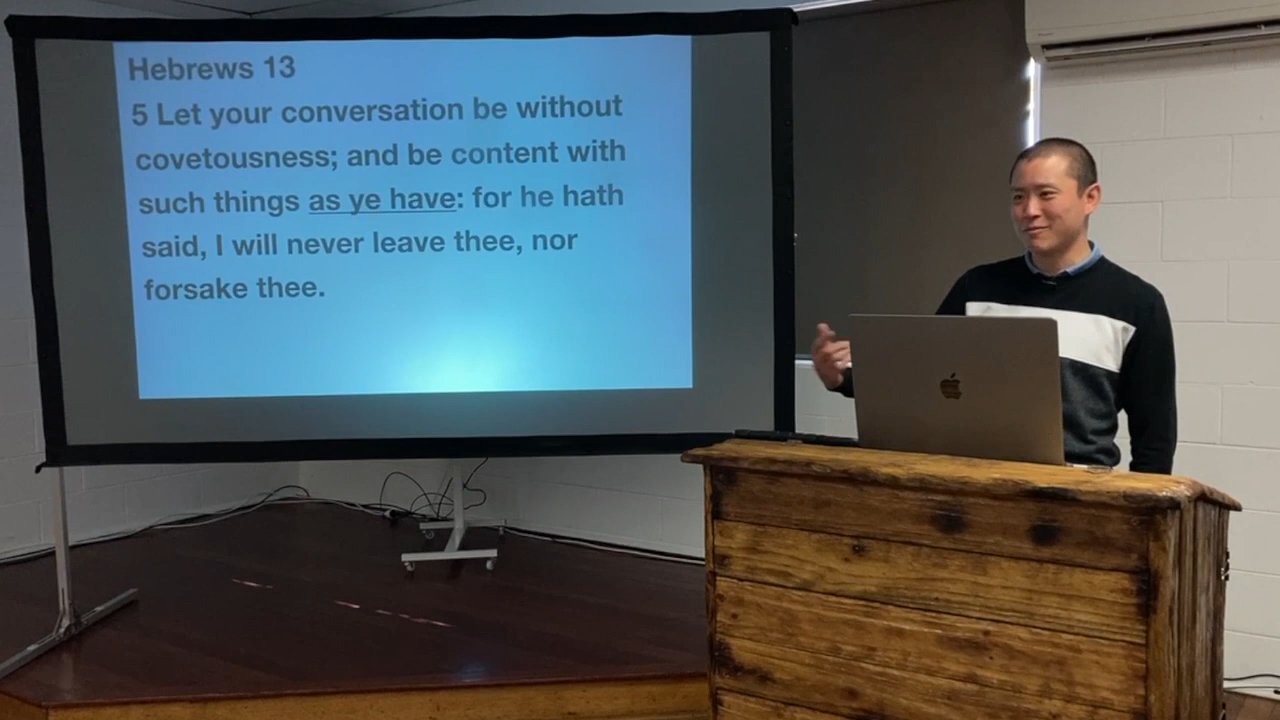 Hebrews 13
5 Let your conversation be without
covetousness; and be content with
such things as ye have: for he hath
said, I will never leave thee, nor
forsake thee.